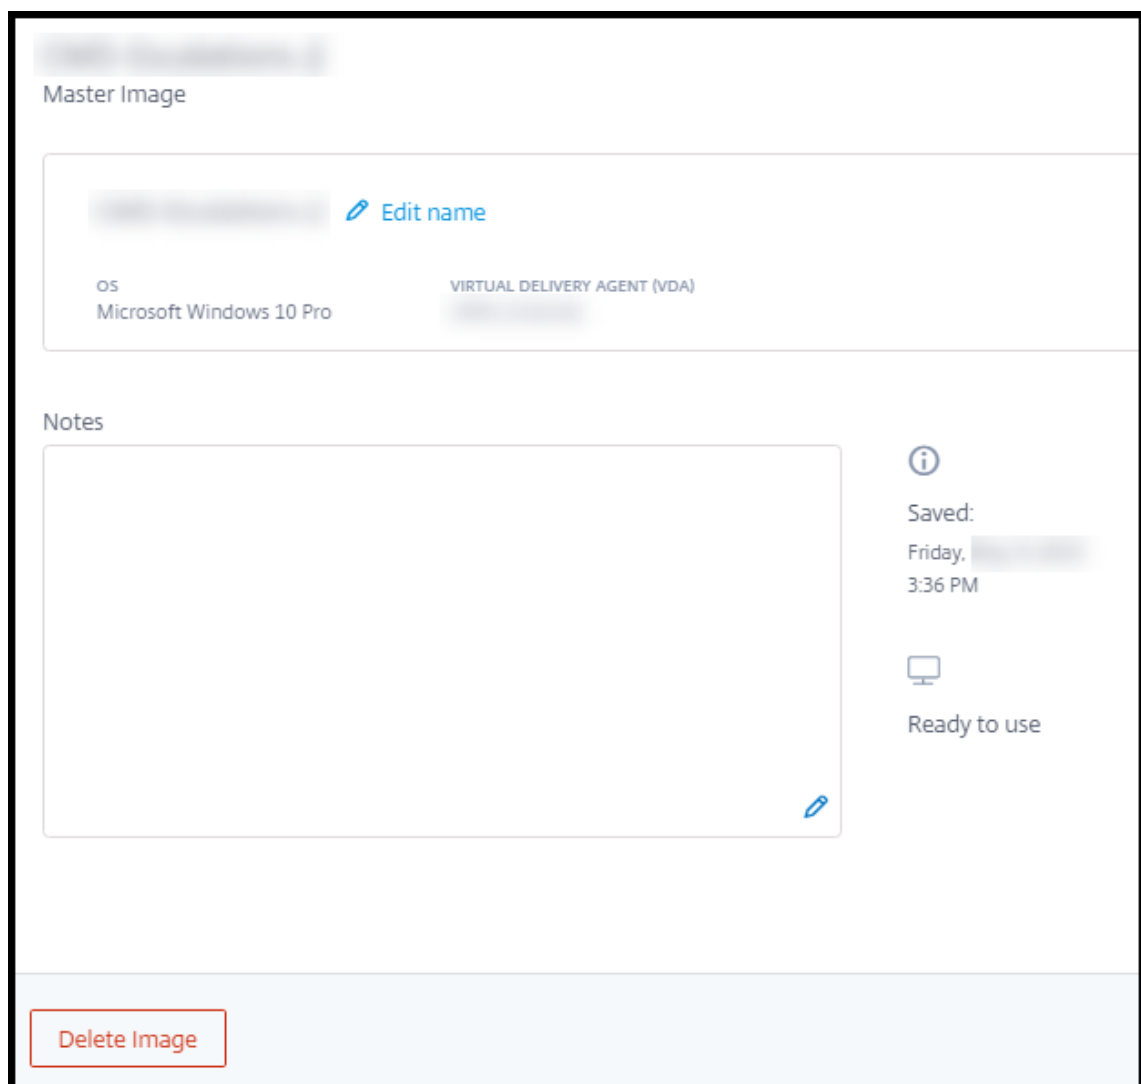 Master Image
Edit name
OS
VIRTUAL DELIVERY AGENT (VDA)
Microsoft Windows 10 Pro
Notes
Saved:
Friday,
3:36 PM
Ready to use
Delete Image